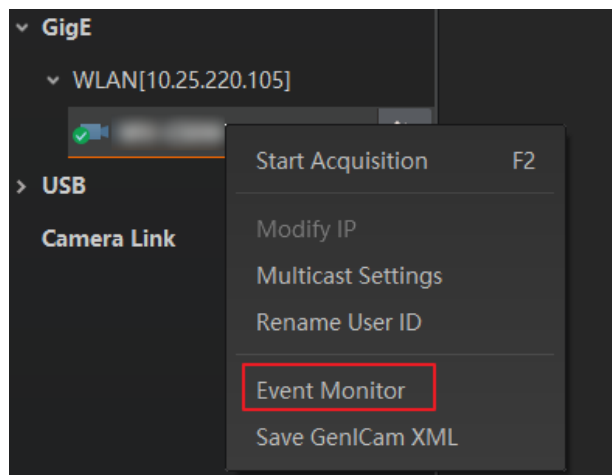 GigE
WLAN[10.25.220.105]
Start Acquisition F2
USB
Modify IP
Camera Link
Multicast Settings
Rename User ID
Event Monitor
Save GenICam XML